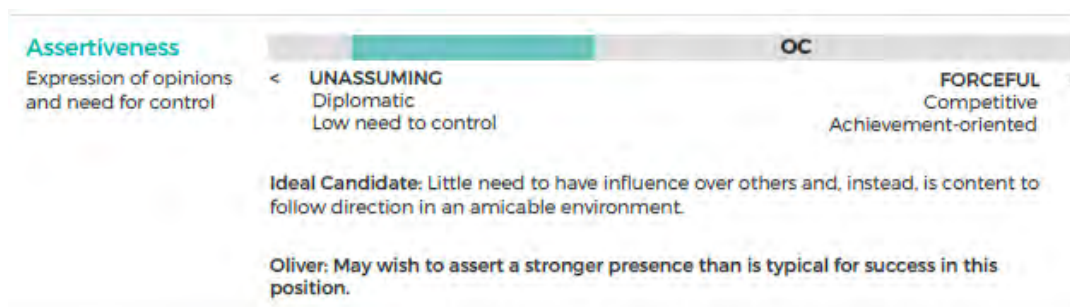 Assertiveness
Expression of opinions
and need for control
OC
< UNASSUMING
Diplomatic
Low need to control
FORCEFUL
Competitive
Achievement-oriented
Ideal Candidate: Little need to have influence over others and, instead, is content to
follow direction in an amicable environment.
Oliver: May wish to assert a stronger presence than is typical for success in this
position.